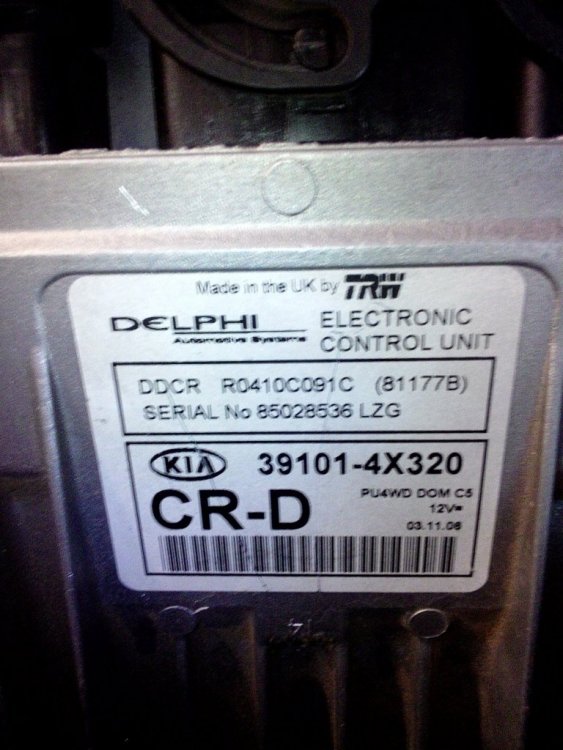 Made in the UK by TRW
DELPHI
Automotive Systems
ELECTRONIC
CONTROL UNIT
DDCR R0410C091C (81177B)
SERIAL No 85028536 LZG
KIA 39101-4X320
CR-D
PU4WD DOM C5
12V=
03.11.06